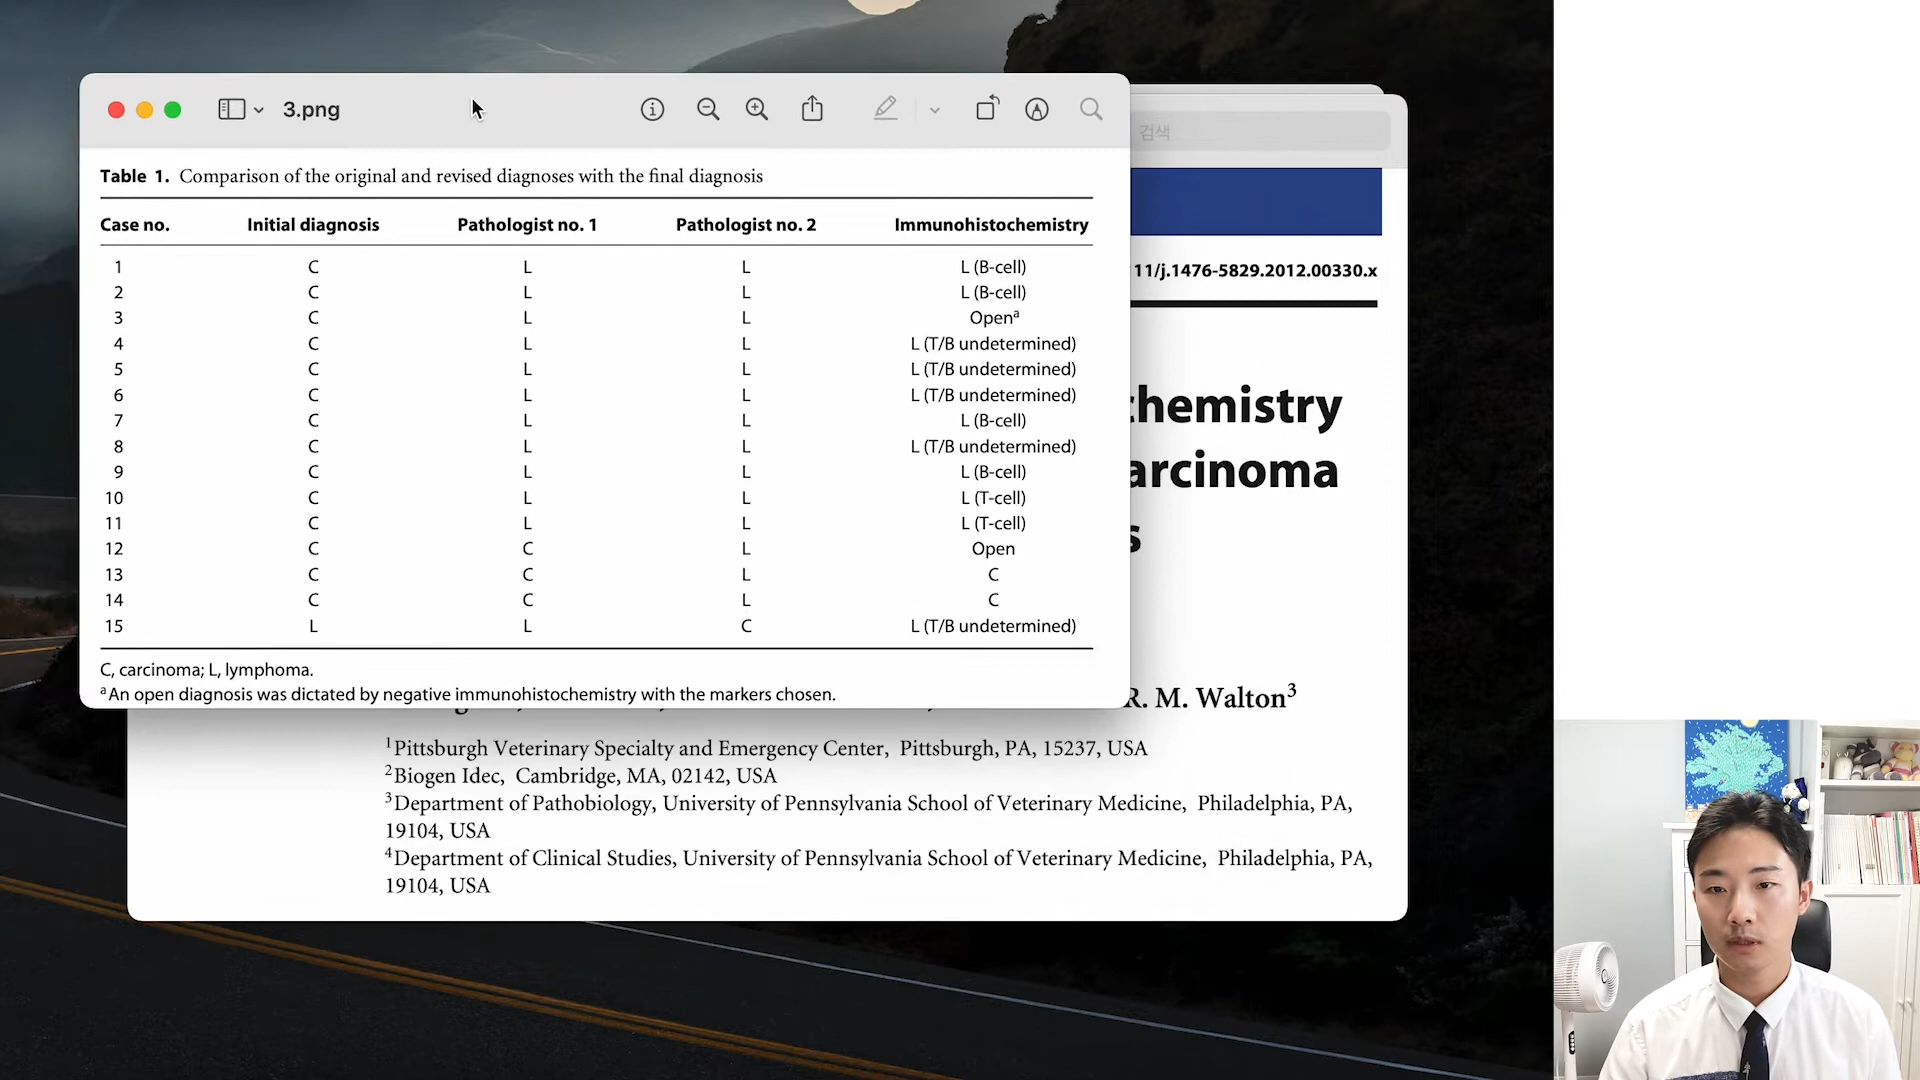 3.png
Table 1. Comparison of the original and revised diagnoses with the final diagnosis
Case no. Initial diagnosis Pathologist no. 1 Pathologist no. 2 Immunohistochemistry
1 C L L L (B-cell)
2 C L L L (B-cell)
3 C L L Openᵃ
4 C L L L (T/B undetermined)
5 C L L L (T/B undetermined)
6 C L L L (T/B undetermined)
7 C L L L (B-cell)
8 C L L L (T/B undetermined)
9 C L L L (B-cell)
10 C L L L (T-cell)
11 C L L L (T-cell)
12 C C L Open
13 C C L C
14 C C L C
15 L L C L (T/B undetermined)
C, carcinoma; L, lymphoma.
ᵃAn open diagnosis was dictated by negative immunohistochemistry with the markers chosen.
검색
11/j.1476-5829.2012.00330.x
chemistry
arcinoma
s
R. M. Walton³
¹Pittsburgh Veterinary Specialty and Emergency Center, Pittsburgh, PA, 15237, USA
²Biogen Idec, Cambridge, MA, 02142, USA
³Department of Pathobiology, University of Pennsylvania School of Veterinary Medicine, Philadelphia, PA,
19104, USA
⁴Department of Clinical Studies, University of Pennsylvania School of Veterinary Medicine, Philadelphia, PA,
19104, USA